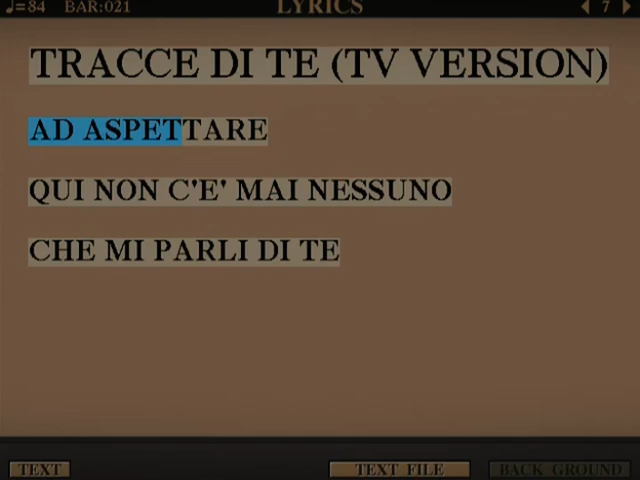 ♩=84 BAR:021 LYRICS 7
TRACCE DI TE (TV VERSION)
AD ASPETTARE
QUI NON C'E' MAI NESSUNO
CHE MI PARLI DI TE
TEXT TEXT FILE BACK GROUND